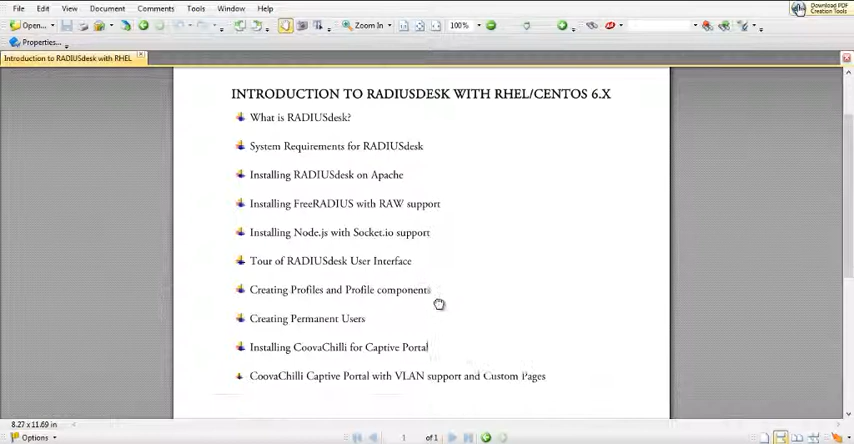 File Edit View Document Comments Tools Window Help
Download PDF
Creation Tools
Open... Zoom In 100%
Properties...
Introduction to RADIUSdesk with RHEL
INTRODUCTION TO RADIUSDESK WITH RHEL/CENTOS 6.X
What is RADIUSdesk?
System Requirements for RADIUSdesk
Installing RADIUSdesk on Apache
Installing FreeRADIUS with RAW support
Installing Node.js with Socket.io support
Tour of RADIUSdesk User Interface
Creating Profiles and Profile components
Creating Permanent Users
Installing CoovaChilli for Captive Portal
CoovaChilli Captive Portal with VLAN support and Custom Pages
8.27 x 11.69 in
Options 1 of 1